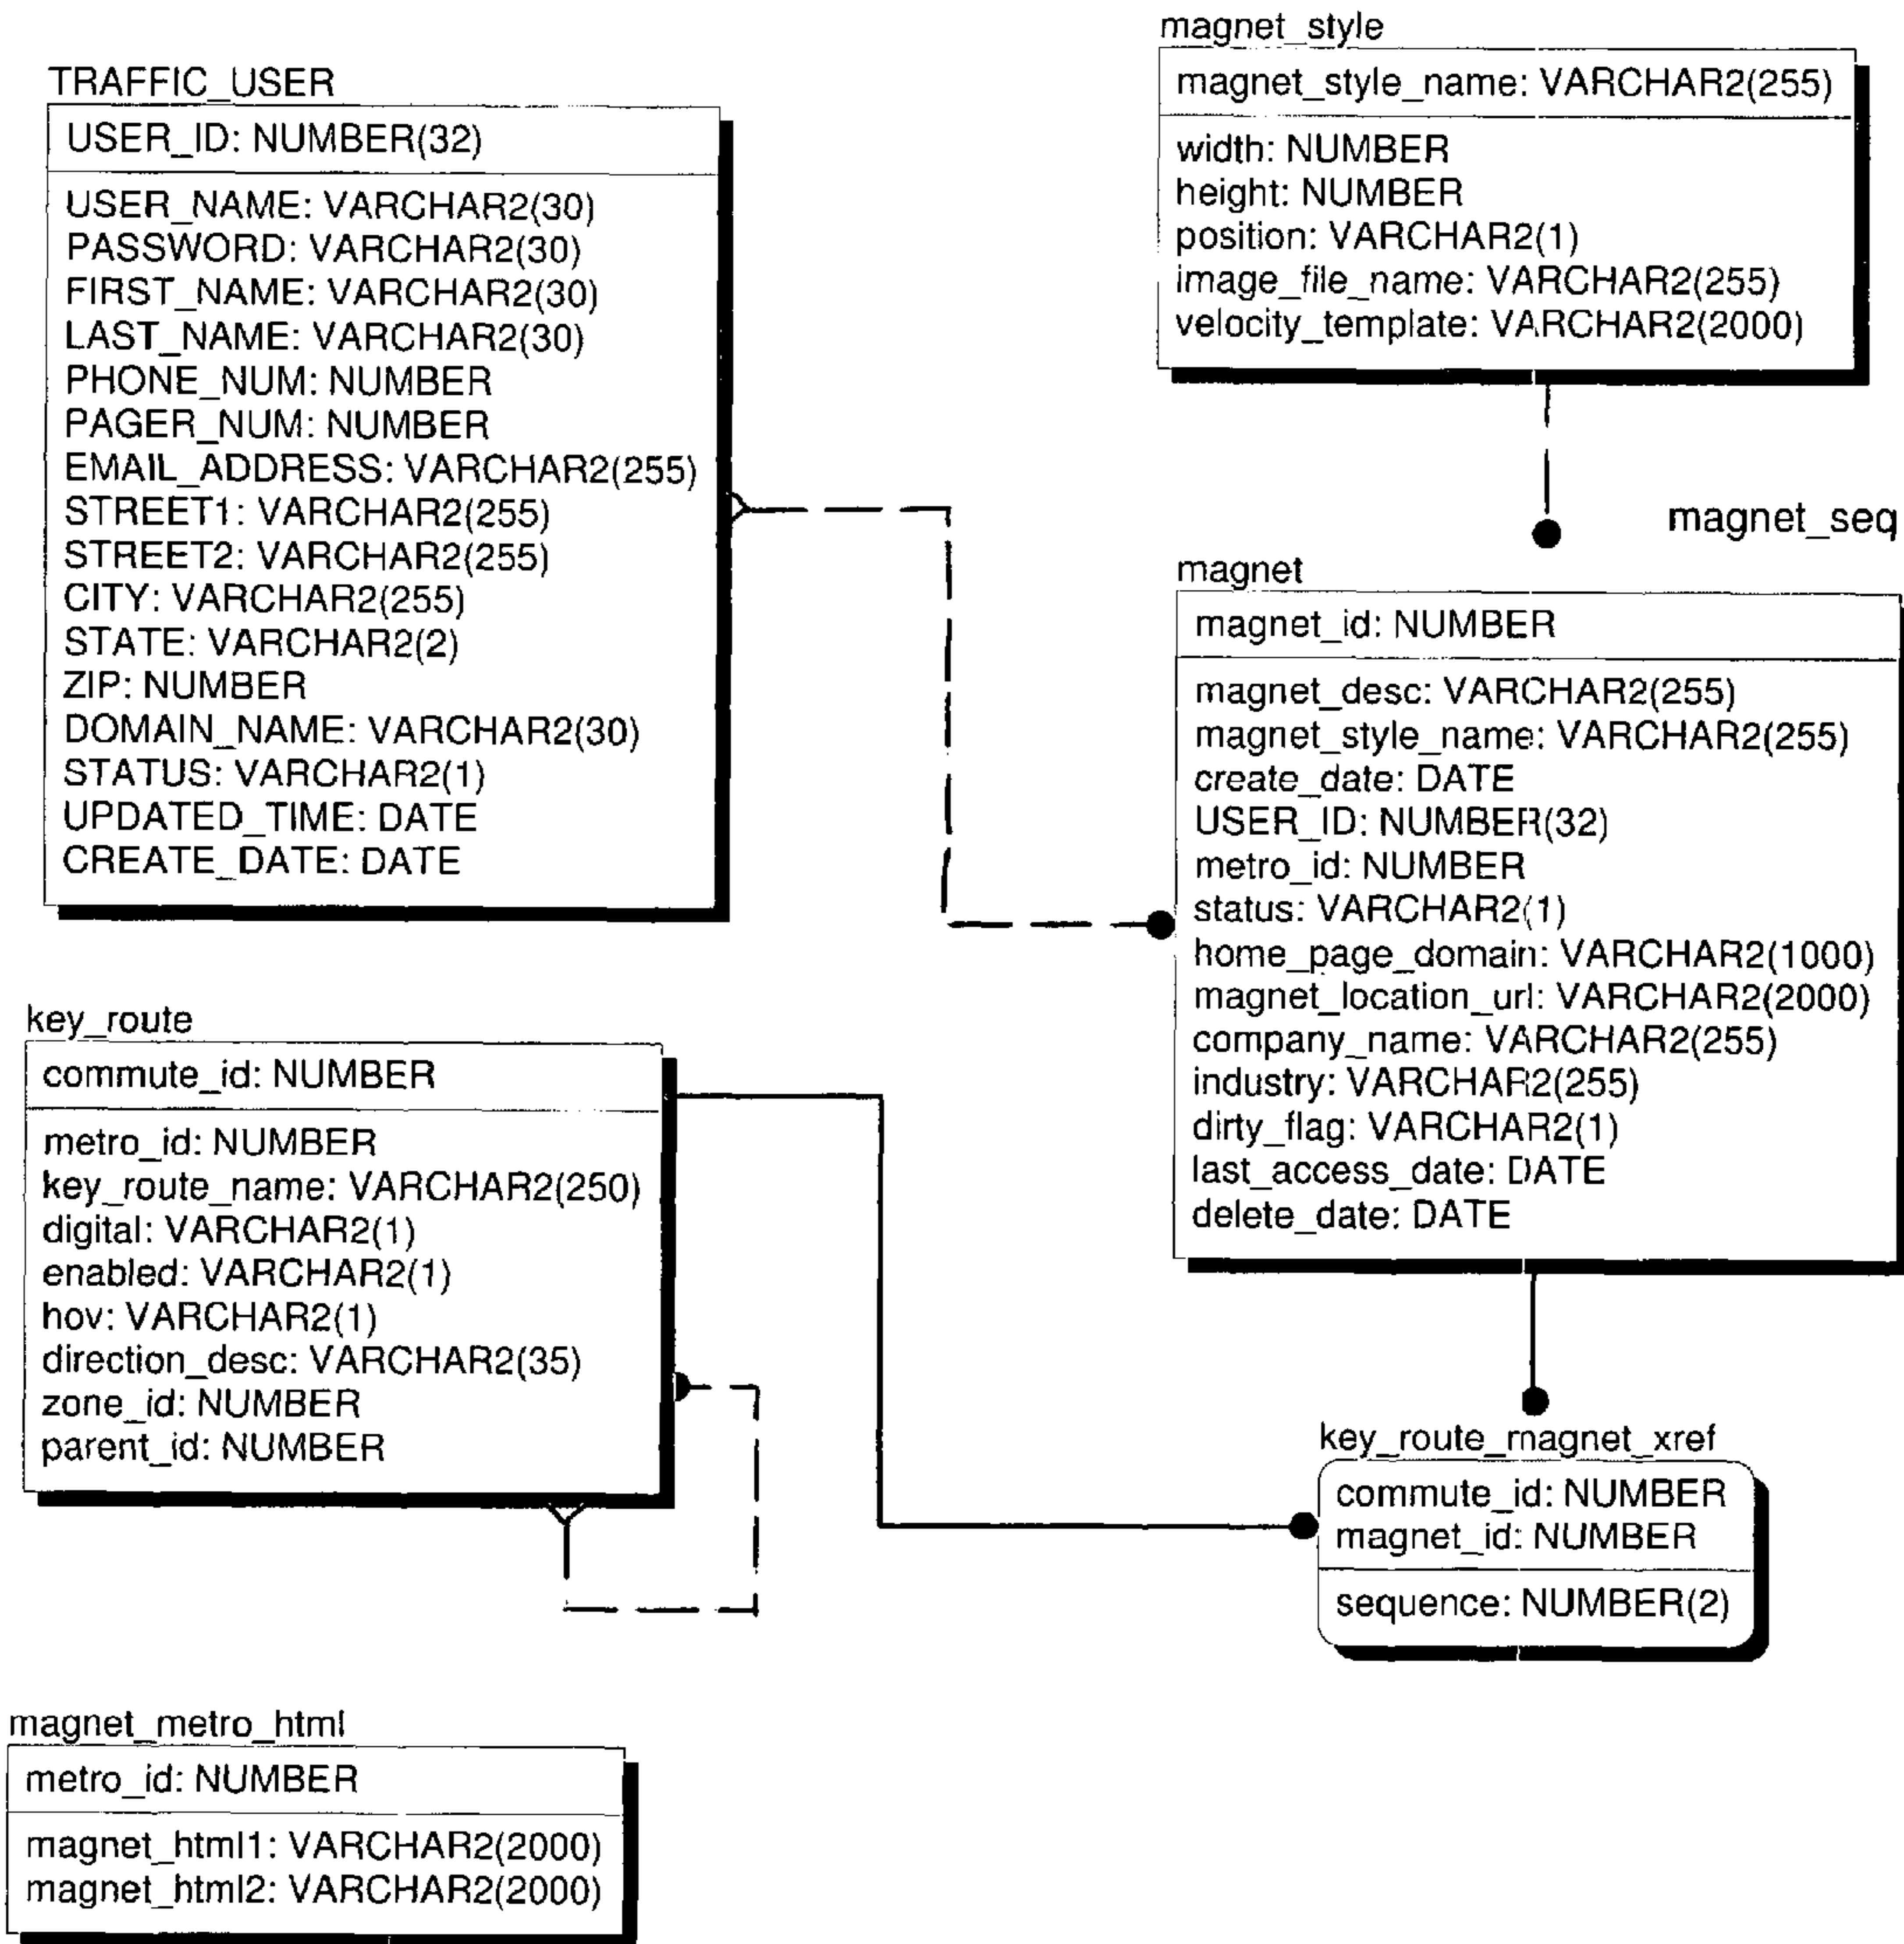 TRAFFIC_USER
USER_ID: NUMBER(32)
USER_NAME: VARCHAR2(30)
PASSWORD: VARCHAR2(30)
FIRST_NAME: VARCHAR2(30)
LAST_NAME: VARCHAR2(30)
PHONE_NUM: NUMBER
PAGER_NUM: NUMBER
EMAIL_ADDRESS: VARCHAR2(255)
STREET1: VARCHAR2(255)
STREET2: VARCHAR2(255)
CITY: VARCHAR2(255)
STATE: VARCHAR2(2)
ZIP: NUMBER
DOMAIN_NAME: VARCHAR2(30)
STATUS: VARCHAR2(1)
UPDATED_TIME: DATE
CREATE_DATE: DATE
magnet_style
magnet_style_name: VARCHAR2(255)
width: NUMBER
height: NUMBER
position: VARCHAR2(1)
image_file_name: VARCHAR2(255)
velocity_template: VARCHAR2(2000)
magnet_seq
magnet
magnet_id: NUMBER
magnet_desc: VARCHAR2(255)
magnet_style_name: VARCHAR2(255)
create_date: DATE
USER_ID: NUMBER(32)
metro_id: NUMBER
status: VARCHAR2(1)
home_page_domain: VARCHAR2(1000)
magnet_location_url: VARCHAR2(2000)
company_name: VARCHAR2(255)
industry: VARCHAR2(255)
dirty_flag: VARCHAR2(1)
last_access_date: DATE
delete_date: DATE
key_route
commute_id: NUMBER
metro_id: NUMBER
key_route_name: VARCHAR2(250)
digital: VARCHAR2(1)
enabled: VARCHAR2(1)
hov: VARCHAR2(1)
direction_desc: VARCHAR2(35)
zone_id: NUMBER
parent_id: NUMBER
key_route_magnet_xref
commute_id: NUMBER
magnet_id: NUMBER
sequence: NUMBER(2)
magnet_metro_html
metro_id: NUMBER
magnet_html1: VARCHAR2(2000)
magnet_html2: VARCHAR2(2000)